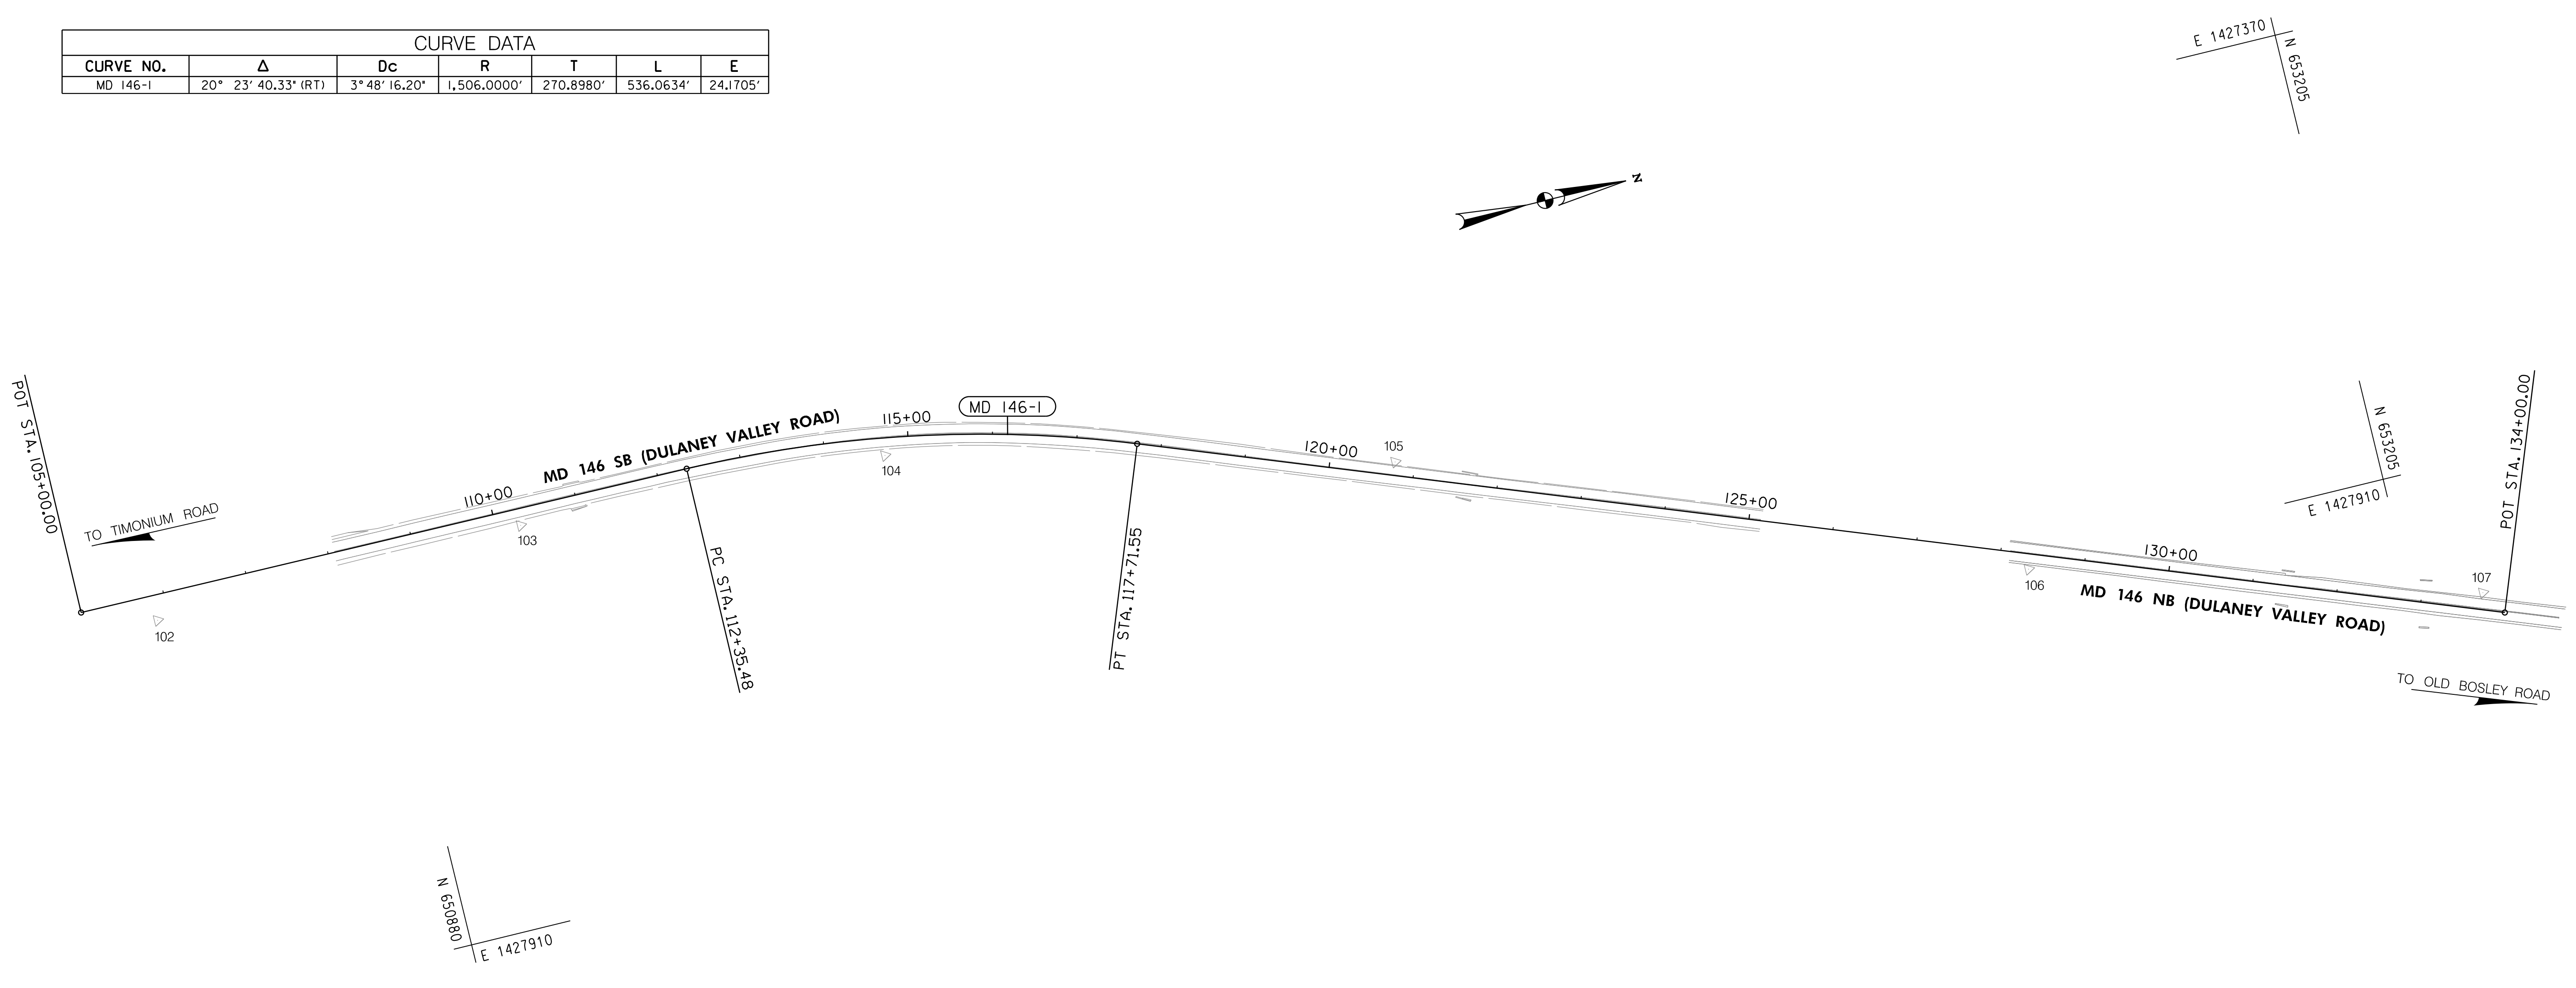 CURVE DATA
CURVE NO. Δ Dc R T L E
MD 146-1 20° 23' 40.33" (RT) 3°48' 16.20" 1,506.0000' 270.8980' 536.0634' 24.1705'
E 1427370
N 653205
N
POT STA. 105+00.00
TO TIMONIUM ROAD
102
110+00
103
MD 146 SB (DULANEY VALLEY ROAD)
PC STA. 112+35.48
115+00
104
MD 146-1
PT STA. 117+71.55
120+00
105
125+00
N 653205
E 1427910
106
130+00
MD 146 NB (DULANEY VALLEY ROAD)
107
POT STA. 134+00.00
TO OLD BOSLEY ROAD
N 650880
E 1427910